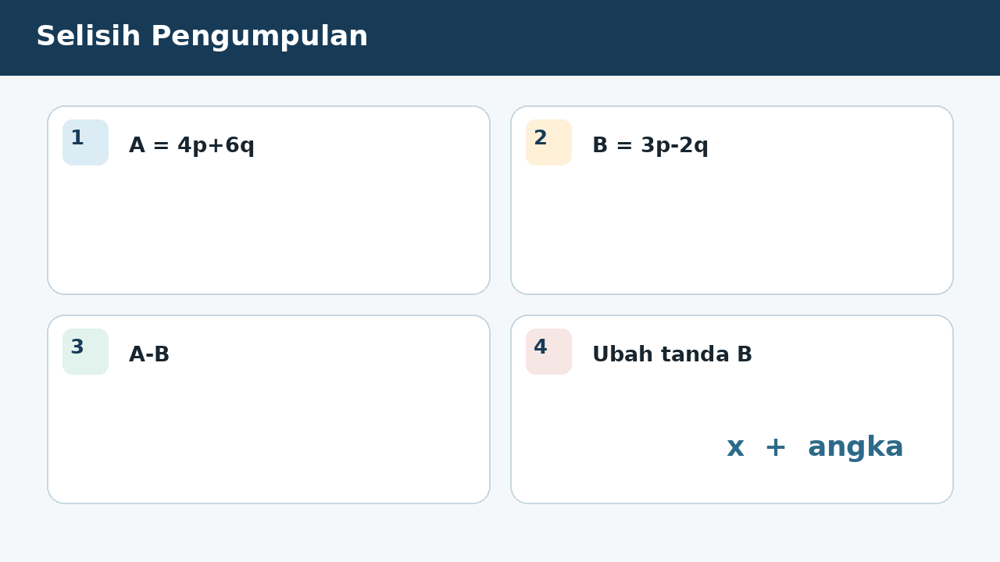 Selisih Pengumpulan
1
A = 4p+6q
2
B = 3p-2q
3
A-B
4
Ubah tanda B
x + angka